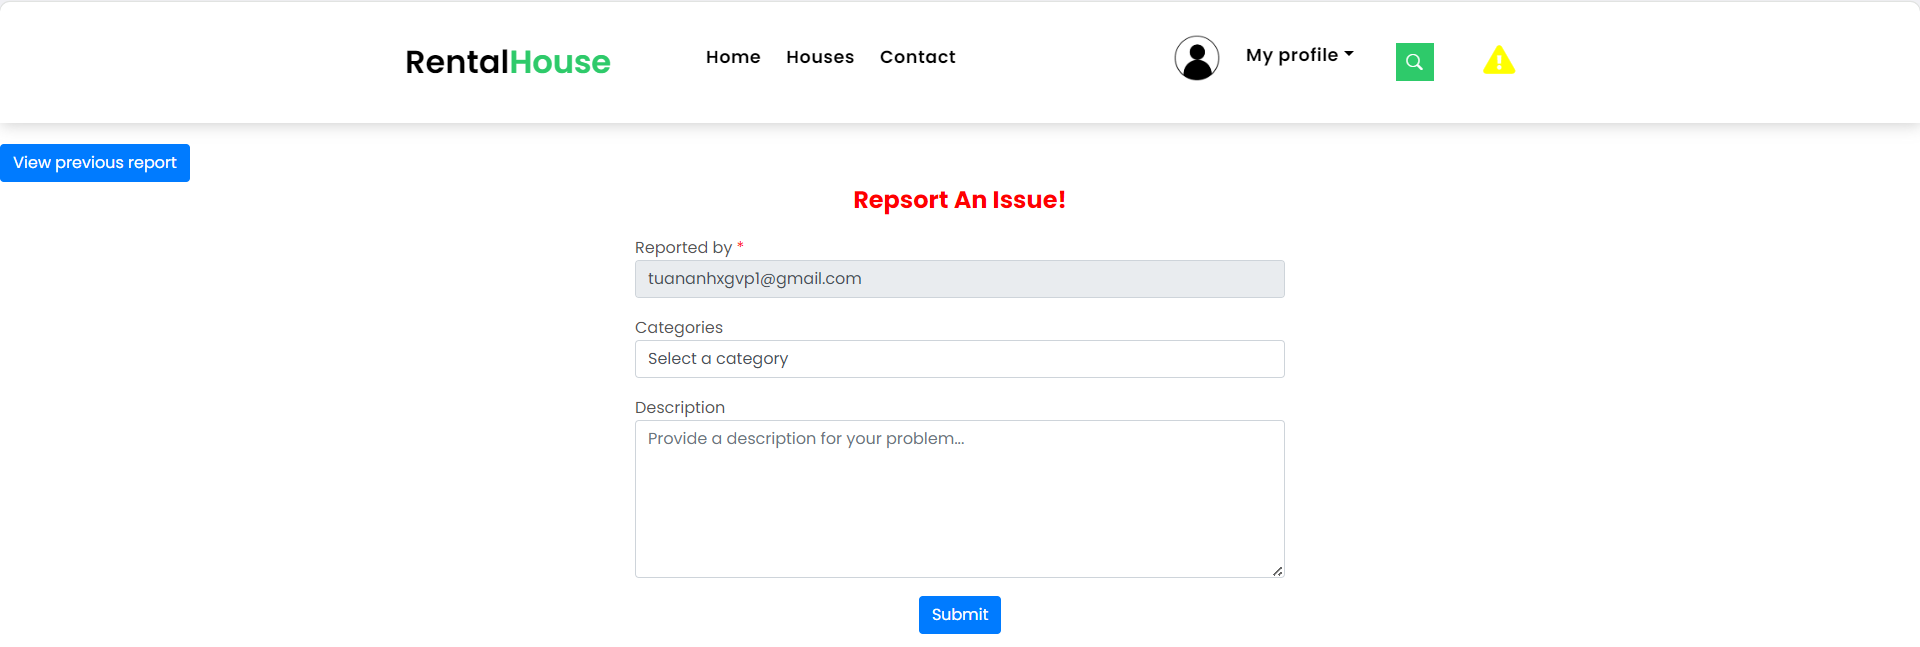 RentalHouse
Home Houses Contact
My profile
View previous report
Repsort An Issue!
Reported by *
tuananhxgvp1@gmail.com
Categories
Select a category
Description
Provide a description for your problem...
Submit